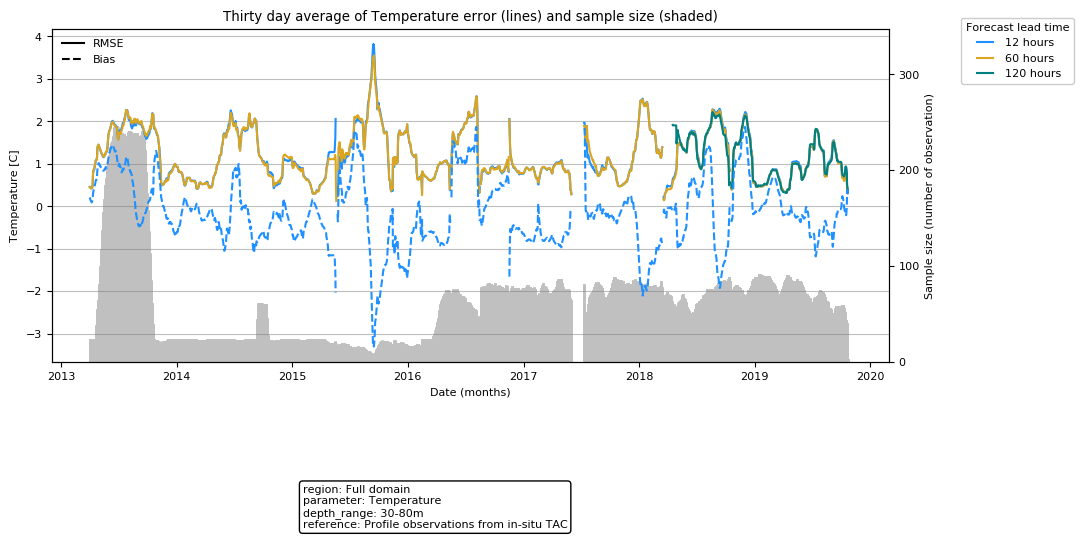 Thirty day average of Temperature error (lines) and sample size (shaded)
RMSE
Bias
Forecast lead time
12 hours
60 hours
120 hours
4
3
2
1
0
−1
−2
−3
Temperature [C]
300
200
100
0
Sample size (number of observation)
2013
2014
2015
2016
2017
2018
2019
2020
Date (months)
region: Full domain
parameter: Temperature
depth_range: 30-80m
reference: Profile observations from in-situ TAC